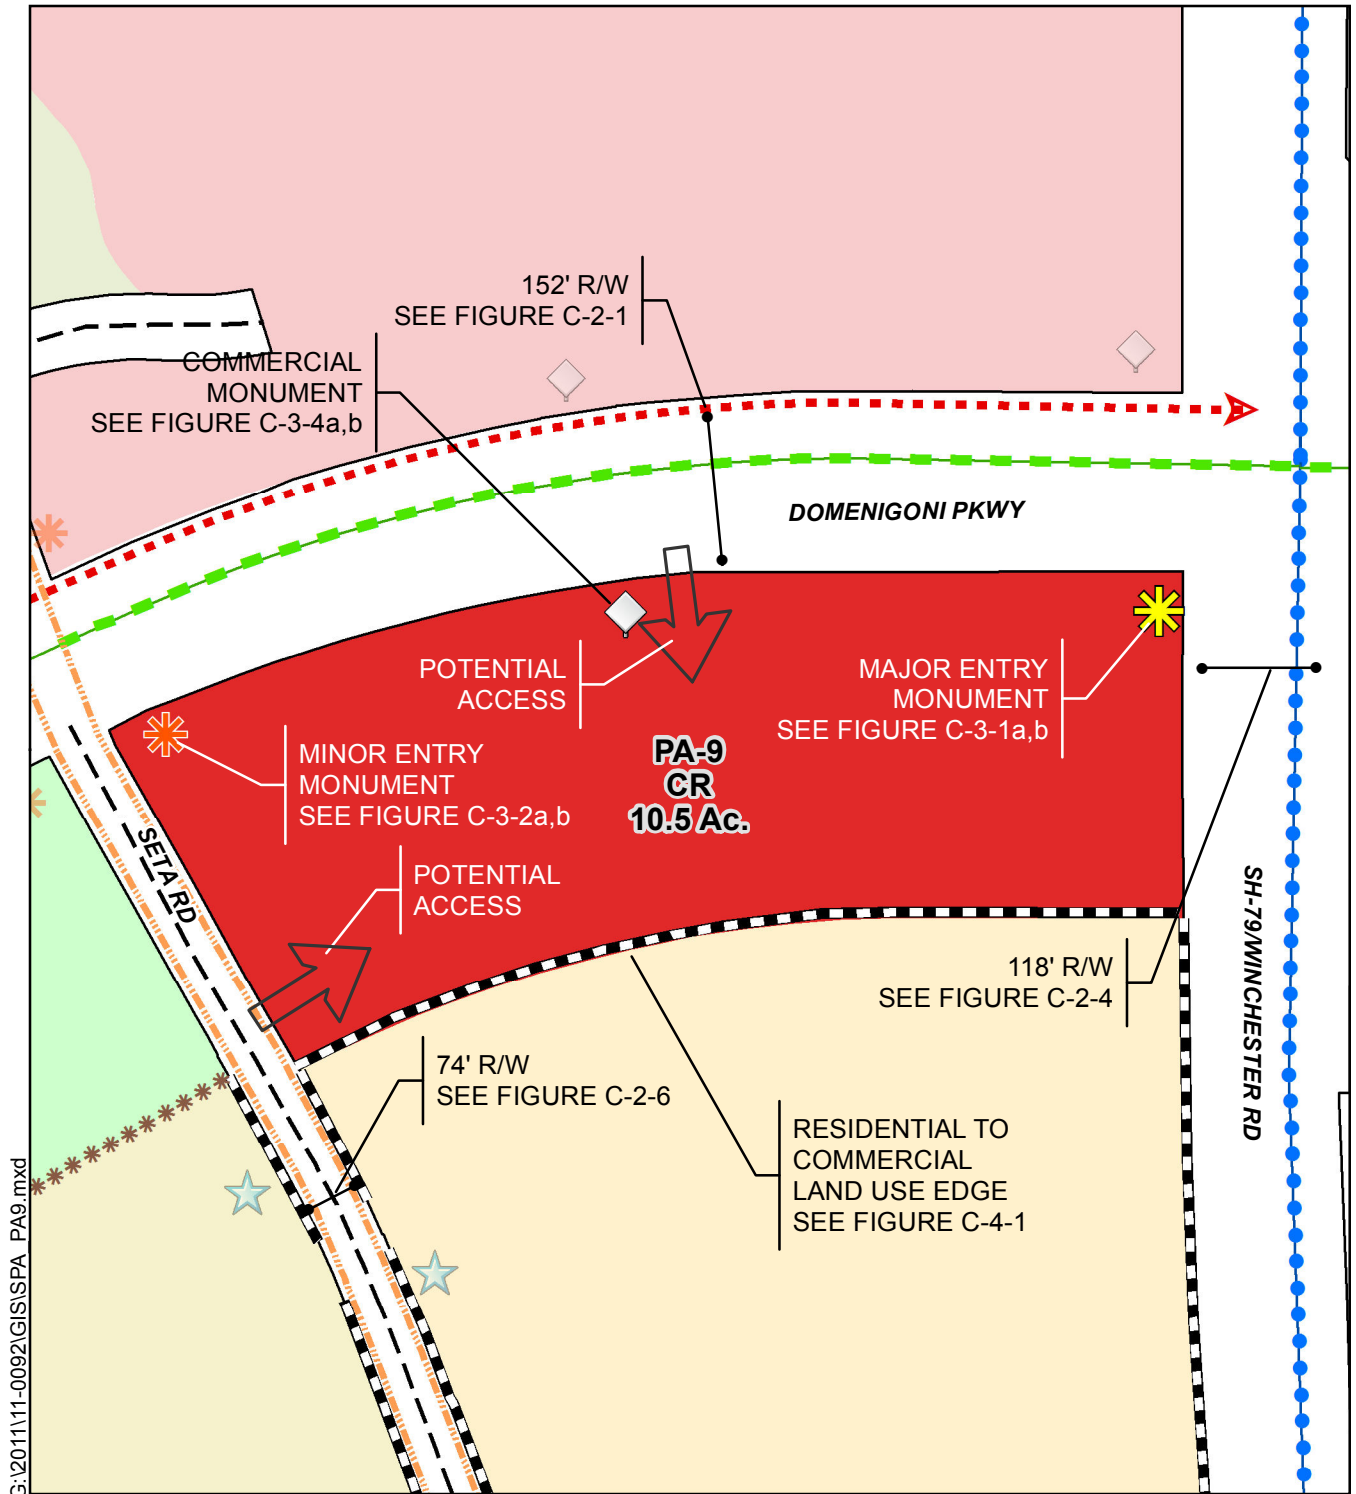 152' R/W
SEE FIGURE C-2-1
COMMERCIAL
MONUMENT
SEE FIGURE C-3-4a,b
DOMENIGONI PKWY
POTENTIAL
ACCESS
MAJOR ENTRY
MONUMENT
SEE FIGURE C-3-1a,b
MINOR ENTRY
MONUMENT
SEE FIGURE C-3-2a,b
PA-9
CR
10.5 Ac.
SETA RD
POTENTIAL
ACCESS
118' R/W
SEE FIGURE C-2-4
SH-79/WINCHESTER RD
74' R/W
SEE FIGURE C-2-6
RESIDENTIAL TO
COMMERCIAL
LAND USE EDGE
SEE FIGURE C-4-1
G:\2011\11-0092\GIS\SPA_PA9.mxd